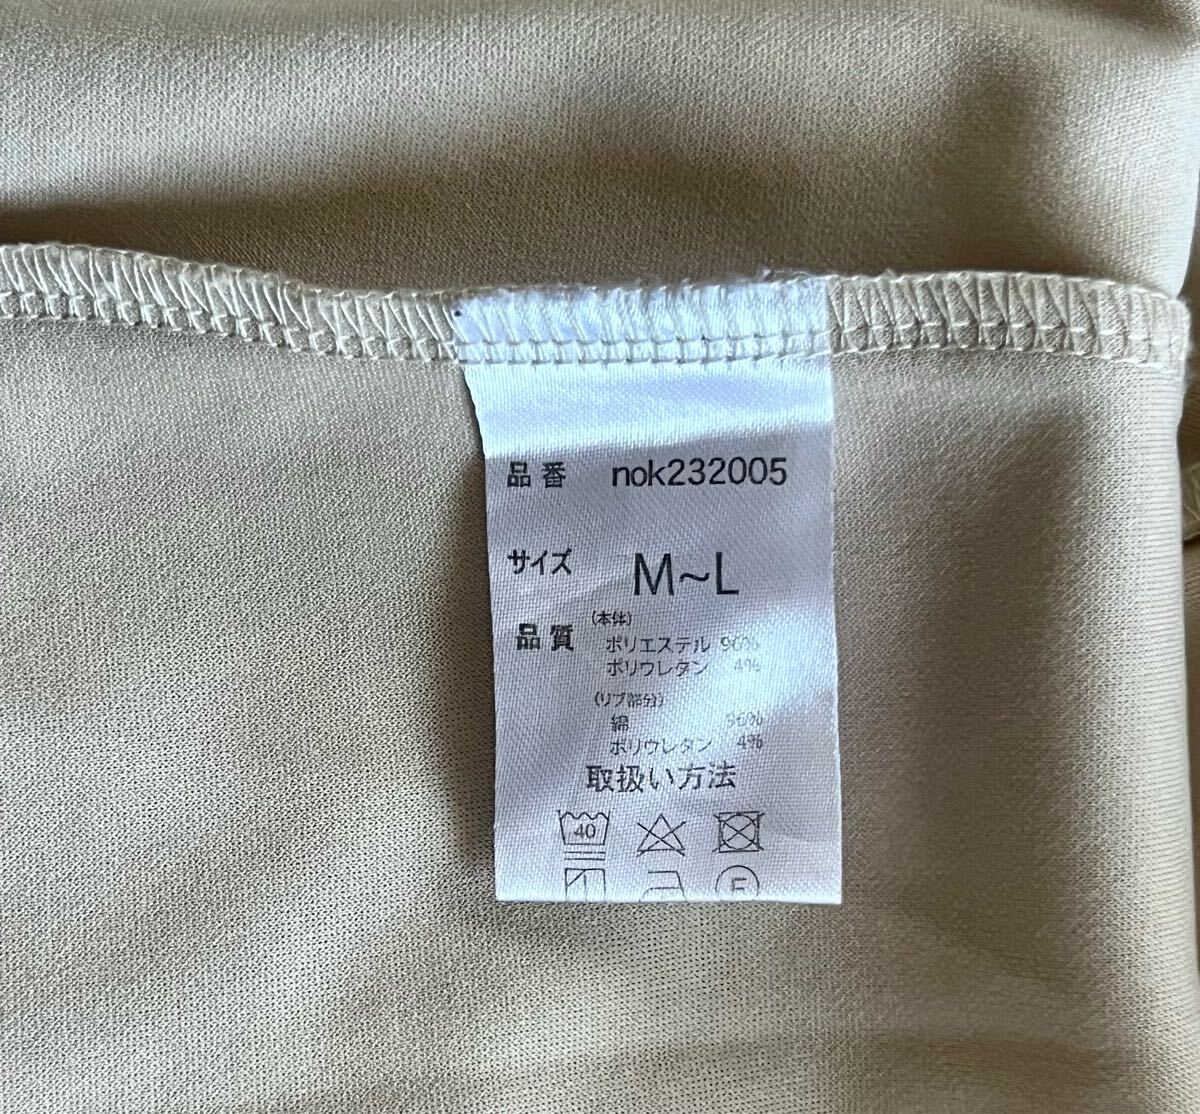 品番 nok232005
サイズ M~L
品質 (本体)
ポリエステル 96%
ポリウレタン 4%
(リブ部分)
綿 96%
ポリウレタン 4%
取扱い方法
40
F